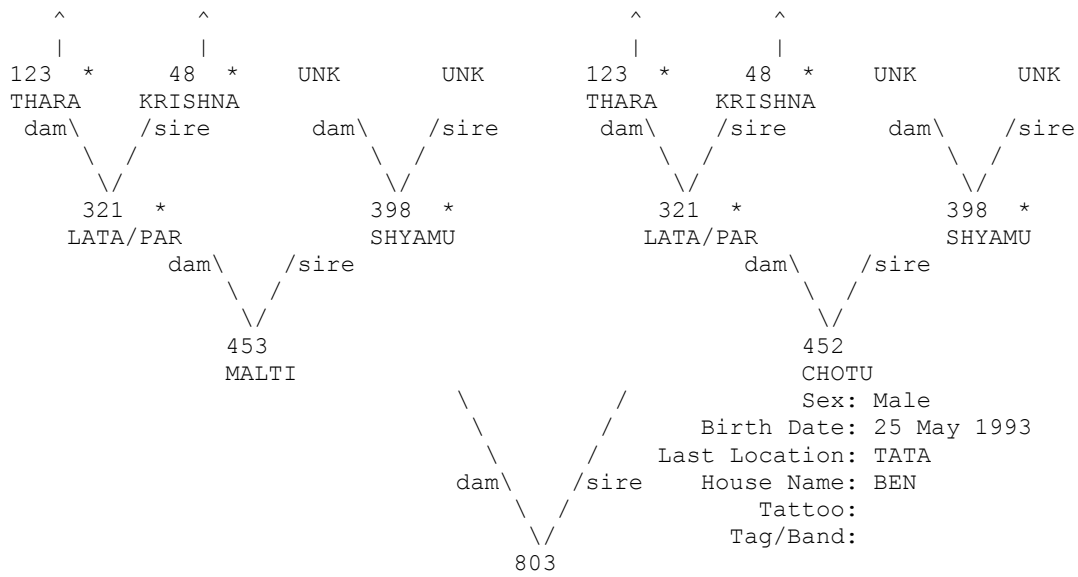 ^ ^ ^ ^
| | | |
123 * 48 * UNK UNK 123 * 48 * UNK UNK
THARA KRISHNA THARA KRISHNA
dam\ /sire dam\ /sire dam\ /sire dam\ /sire
\ / \ / \ / \ /
\/ \/ \/ \/
321 * 398 * 321 * 398 *
LATA/PAR SHYAMU LATA/PAR SHYAMU
dam\ /sire dam\ /sire
\ / \ /
\/ \/
453 452
MALTI CHOTU
\ / Sex: Male
\ / Birth Date: 25 May 1993
\ / Last Location: TATA
dam\ /sire House Name: BEN
\ / Tattoo:
\/ Tag/Band:
803